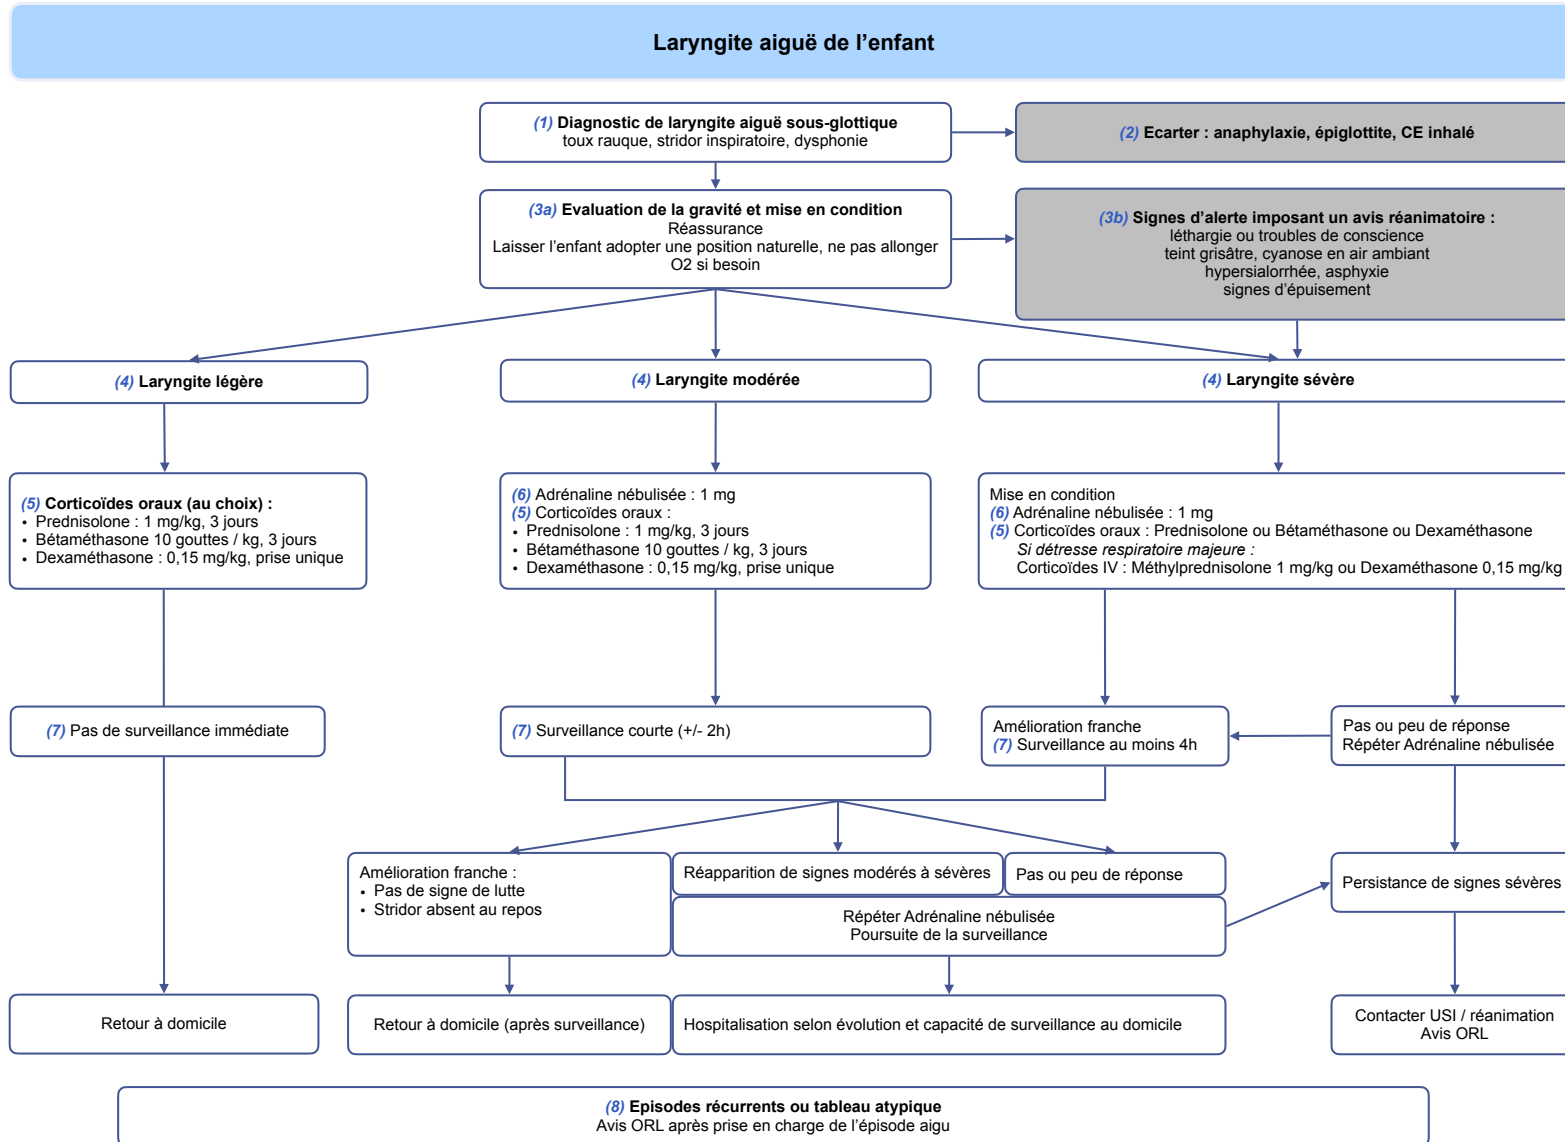 Laryngite aiguë de l’enfant
(1) Diagnostic de laryngite aiguë sous-glottique
toux rauque, stridor inspiratoire, dysphonie
(2) Ecarter : anaphylaxie, épiglottite, CE inhalé
(3a) Evaluation de la gravité et mise en condition
Réassurance
Laisser l’enfant adopter une position naturelle, ne pas allonger
O2 si besoin
(3b) Signes d’alerte imposant un avis réanimatoire :
léthargie ou troubles de conscience
teint grisâtre, cyanose en air ambiant
hypersialorrhée, asphyxie
signes d’épuisement
(4) Laryngite légère
(4) Laryngite modérée
(4) Laryngite sévère
(5) Corticoïdes oraux (au choix) :
• Prednisolone : 1 mg/kg, 3 jours
• Bétaméthasone 10 gouttes / kg, 3 jours
• Dexaméthasone : 0,15 mg/kg, prise unique
(6) Adrénaline nébulisée : 1 mg
(5) Corticoïdes oraux :
• Prednisolone : 1 mg/kg, 3 jours
• Bétaméthasone 10 gouttes / kg, 3 jours
• Dexaméthasone : 0,15 mg/kg, prise unique
Mise en condition
(6) Adrénaline nébulisée : 1 mg
(5) Corticoïdes oraux : Prednisolone ou Bétaméthasone ou Dexaméthasone
Si détresse respiratoire majeure :
Corticoïdes IV : Méthylprednisolone 1 mg/kg ou Dexaméthasone 0,15 mg/kg
(7) Pas de surveillance immédiate
(7) Surveillance courte (+/- 2h)
Amélioration franche
(7) Surveillance au moins 4h
Pas ou peu de réponse
Répéter Adrénaline nébulisée
Amélioration franche :
• Pas de signe de lutte
• Stridor absent au repos
Réapparition de signes modérés à sévères
Pas ou peu de réponse
Répéter Adrénaline nébulisée
Poursuite de la surveillance
Persistance de signes sévères
Retour à domicile
Retour à domicile (après surveillance)
Hospitalisation selon évolution et capacité de surveillance au domicile
Contacter USI / réanimation
Avis ORL
(8) Episodes récurrents ou tableau atypique
Avis ORL après prise en charge de l’épisode aigu